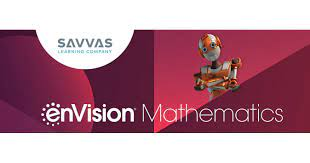 SAVVAS
LEARNING COMPANY
enVision® Mathematics